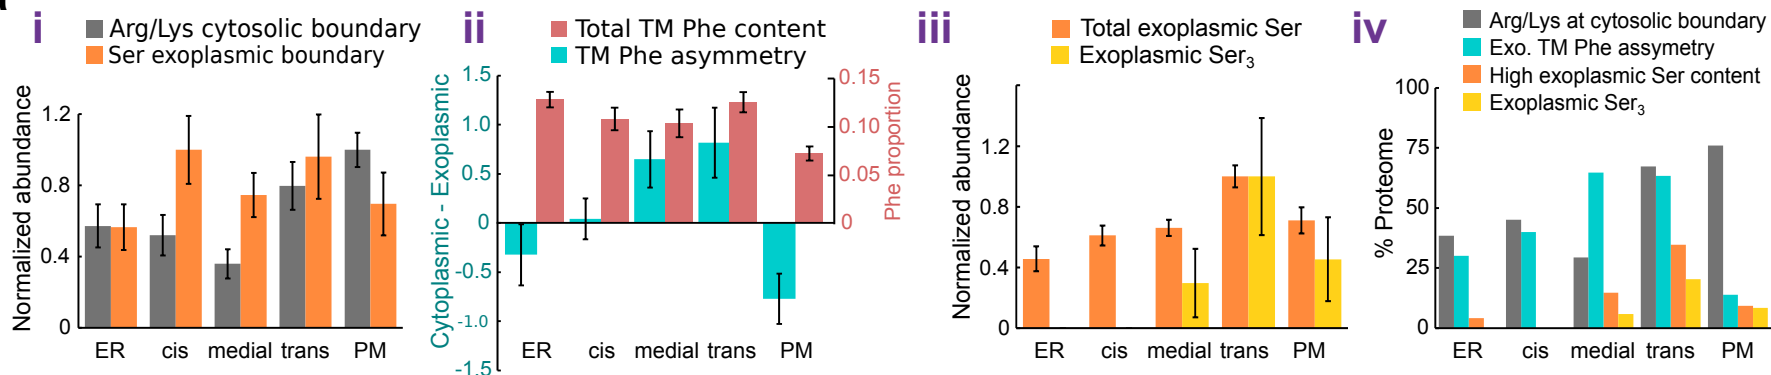 i
Arg/Lys cytosolic boundary
Ser exoplasmic boundary
Normalized abundance
1.2
0.8
0.4
0
ER cis medial trans PM
ii
Total TM Phe content
TM Phe asymmetry
Cytoplasmic - Exoplasmic
1.5
1.0
0.5
0
-0.5
-1.0
-1.5
0.15
0.10
0.05
0
Phe proportion
ER cis medial trans PM
iii
Total exoplasmic Ser
Exoplasmic Ser3
Normalized abundance
1.2
0.8
0.4
0
ER cis medial trans PM
iv
Arg/Lys at cytosolic boundary
Exo. TM Phe assymetry
High exoplasmic Ser content
Exoplasmic Ser3
% Proteome
100
75
50
25
0
ER cis medial trans PM